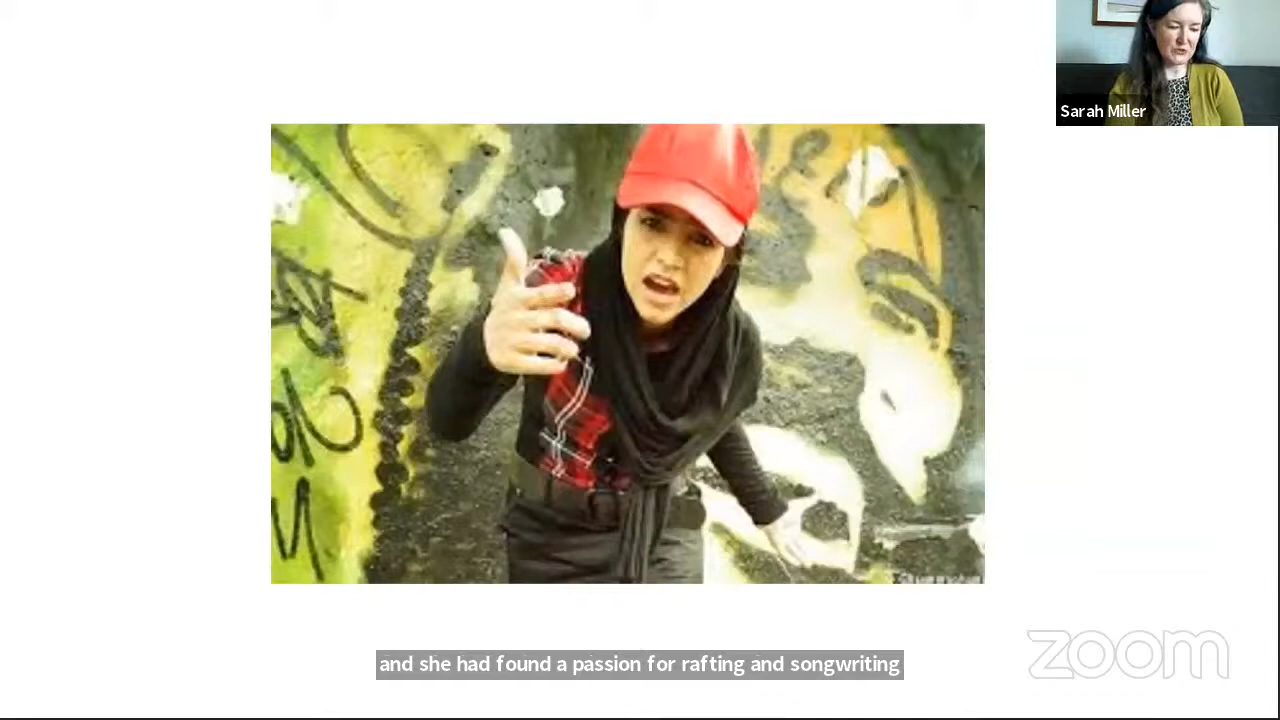 Sarah Miller
and she had found a passion for rafting and songwriting
zoom